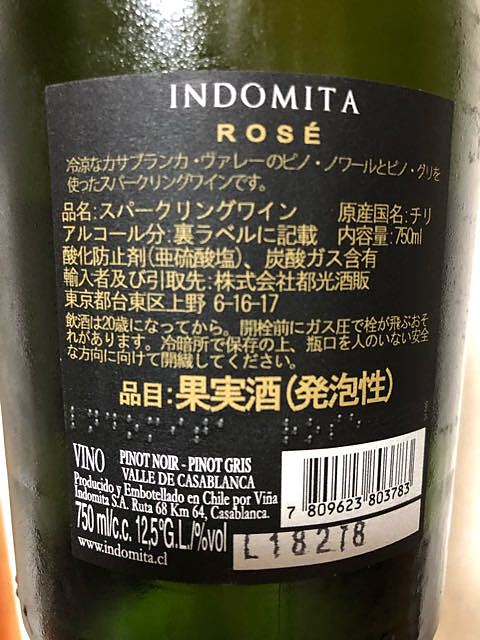 INDOMITA
ROSÉ
冷涼なカサブランカ・ヴァレーのピノ・ノワールとピノ・グリを
使ったスパークリングワインです。
品名:スパークリングワイン 原産国名:チリ
アルコール分:裏ラベルに記載 内容量:750ml
酸化防止剤(亜硫酸塩)、炭酸ガス含有
輸入者及び引取先:株式会社都光酒販
東京都台東区上野 6-16-17
飲酒は20歳になってから。開栓前にガス圧で栓が飛ぶおそ
れがあります。冷暗所で保存の上、瓶口を人のいない安全
な方向に向けて開栓してください。
品目:果実酒(発泡性)
VINO PINOT NOIR - PINOT GRIS
VALLE DE CASABLANCA
Producido y Embotellado en Chile por Viña
Indomita S.A. Ruta 68 Km 64, Casablanca.
750 ml/c.c. 12,5°G.L./%vol
www.indomita.cl
7 809623 803783
L18278